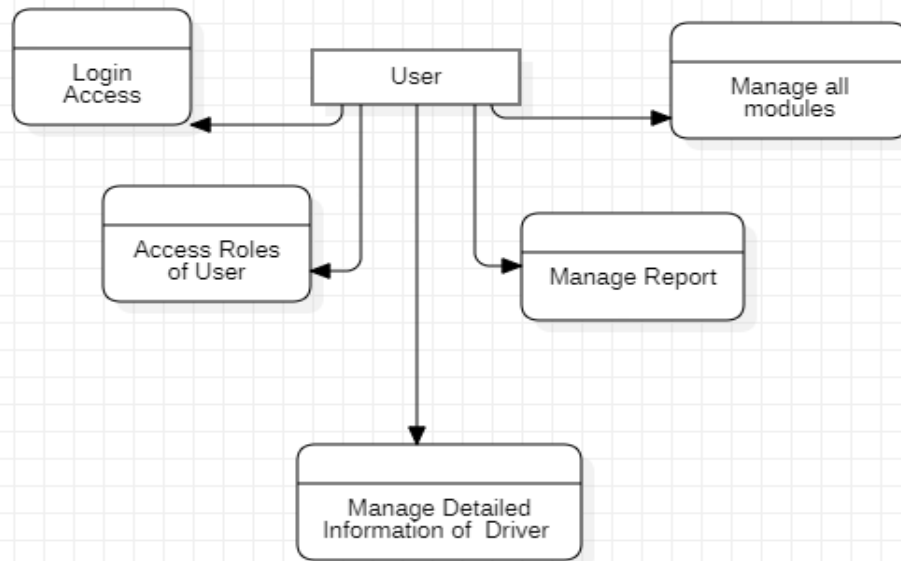 Login
Access
User
Manage all
modules
Access Roles
of User
Manage Report
Manage Detailed
Information of  Driver